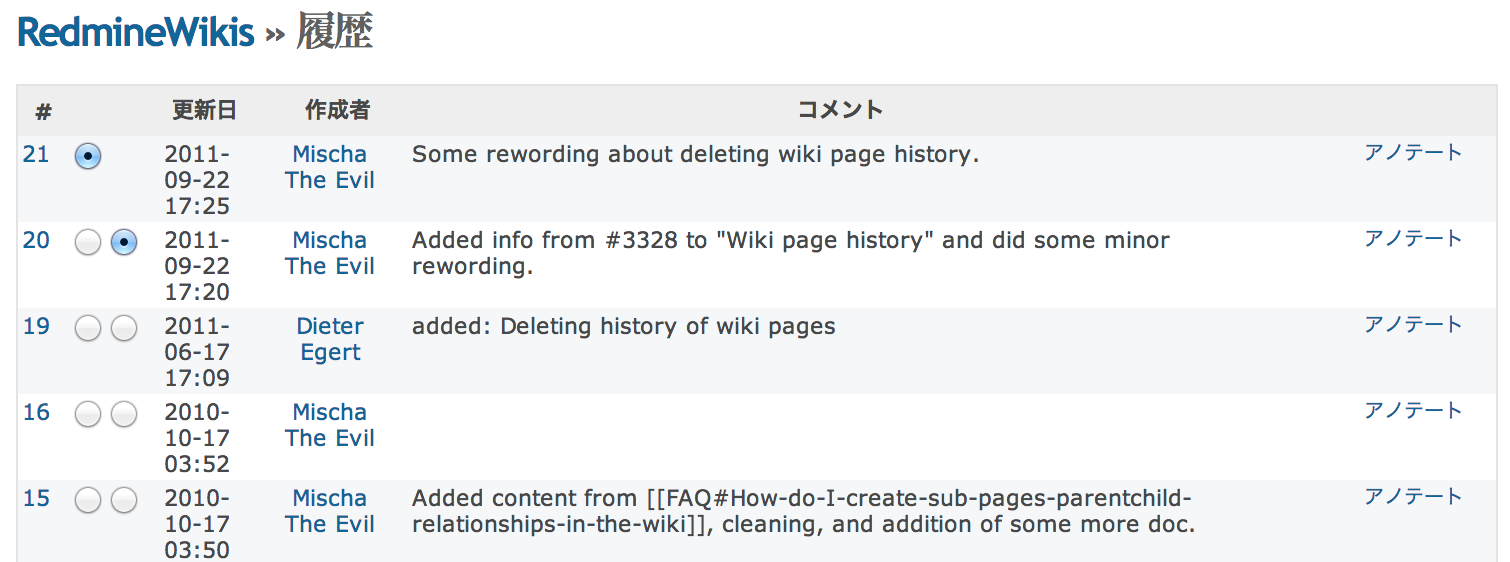 RedmineWikis » 履歴
# 更新日 作成者 コメント
21 2011- Mischa Some rewording about deleting wiki page history. アノテート
09-22 The Evil
17:25
20 2011- Mischa Added info from #3328 to "Wiki page history" and did some minor アノテート
09-22 The Evil rewording.
17:20
19 2011- Dieter added: Deleting history of wiki pages アノテート
06-17 Egert
17:09
16 2010- Mischa アノテート
10-17 The Evil
03:52
15 2010- Mischa Added content from [[FAQ#How-do-I-create-sub-pages-parentchild- アノテート
10-17 The Evil relationships-in-the-wiki]], cleaning, and addition of some more doc.
03:50